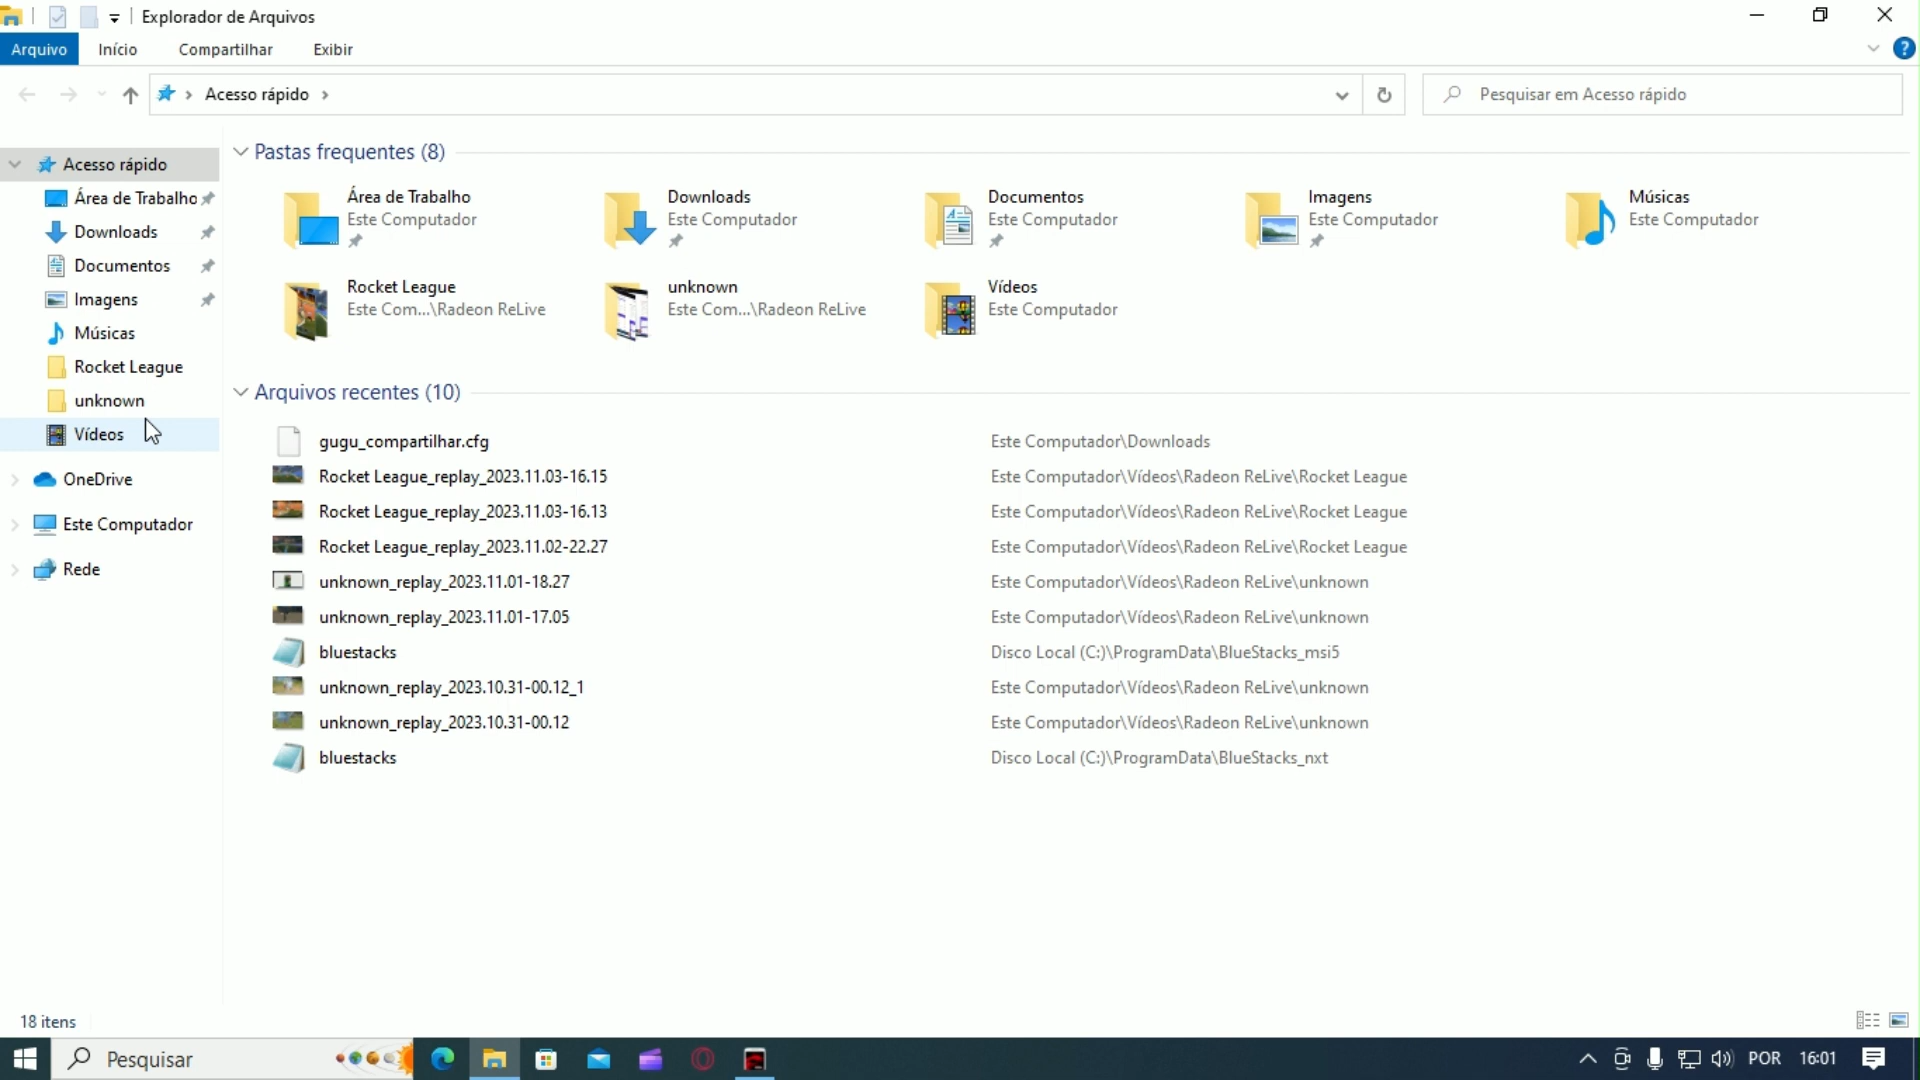 Explorador de Arquivos
Arquivo Início Compartilhar Exibir
Acesso rápido
Pesquisar em Acesso rápido
Acesso rápido
Área de Trabalho
Downloads
Documentos
Imagens
Músicas
Rocket League
unknown
Vídeos
OneDrive
Este Computador
Rede
Pastas frequentes (8)
Área de Trabalho
Este Computador
Downloads
Este Computador
Documentos
Este Computador
Imagens
Este Computador
Músicas
Este Computador
Rocket League
Este Com...\Radeon ReLive
unknown
Este Com...\Radeon ReLive
Vídeos
Este Computador
Arquivos recentes (10)
gugu_compartilhar.cfg Este Computador\Downloads
Rocket League_replay_2023.11.03-16.15 Este Computador\Vídeos\Radeon ReLive\Rocket League
Rocket League_replay_2023.11.03-16.13 Este Computador\Vídeos\Radeon ReLive\Rocket League
Rocket League_replay_2023.11.02-22.27 Este Computador\Vídeos\Radeon ReLive\Rocket League
unknown_replay_2023.11.01-18.27 Este Computador\Vídeos\Radeon ReLive\unknown
unknown_replay_2023.11.01-17.05 Este Computador\Vídeos\Radeon ReLive\unknown
bluestacks Disco Local (C:)\ProgramData\BlueStacks_msi5
unknown_replay_2023.10.31-00.12_1 Este Computador\Vídeos\Radeon ReLive\unknown
unknown_replay_2023.10.31-00.12 Este Computador\Vídeos\Radeon ReLive\unknown
bluestacks Disco Local (C:)\ProgramData\BlueStacks_nxt
18 itens
Pesquisar
POR 16:01